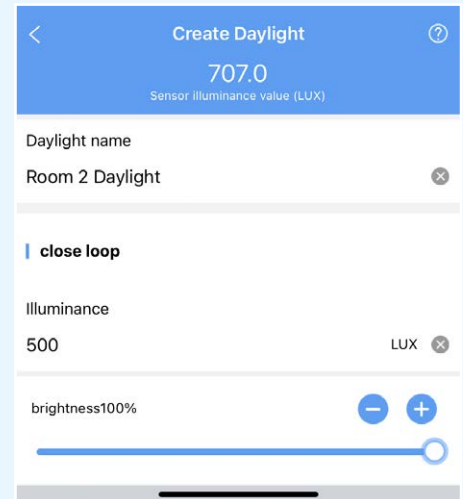 Create Daylight
707.0
Sensor illuminance value (LUX)
Daylight name
Room 2 Daylight
close loop
Illuminance
500 LUX
brightness100%